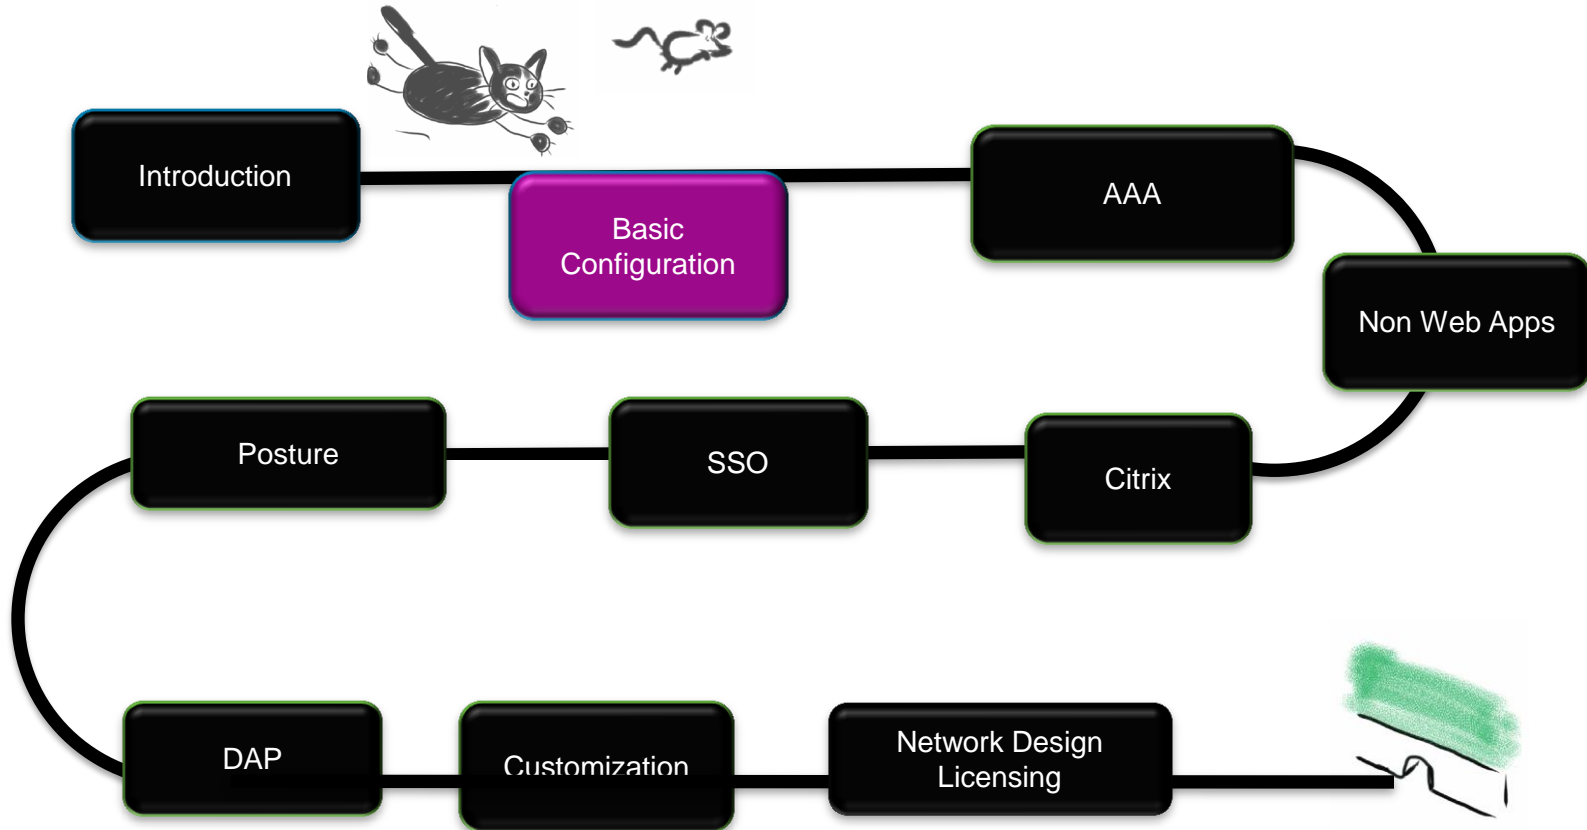 Introduction
Basic
Configuration
AAA
Non Web Apps
Citrix
SSO
Posture
DAP
Customization
Network Design
Licensing